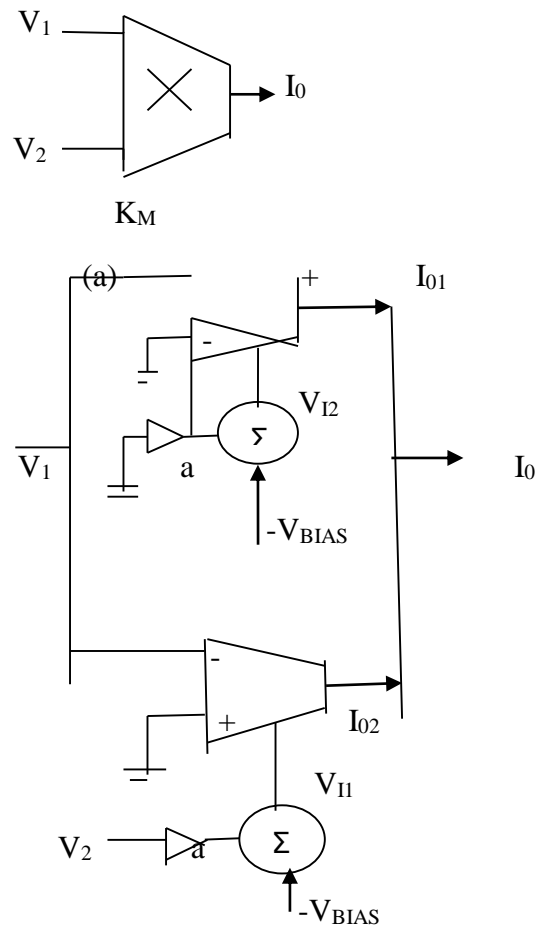 V1
I0
V2
KM
(a)
+
I01
-
VI2
Σ
V1
a
I0
-VBIAS
-
+
I02
VI1
V2
a
Σ
-VBIAS